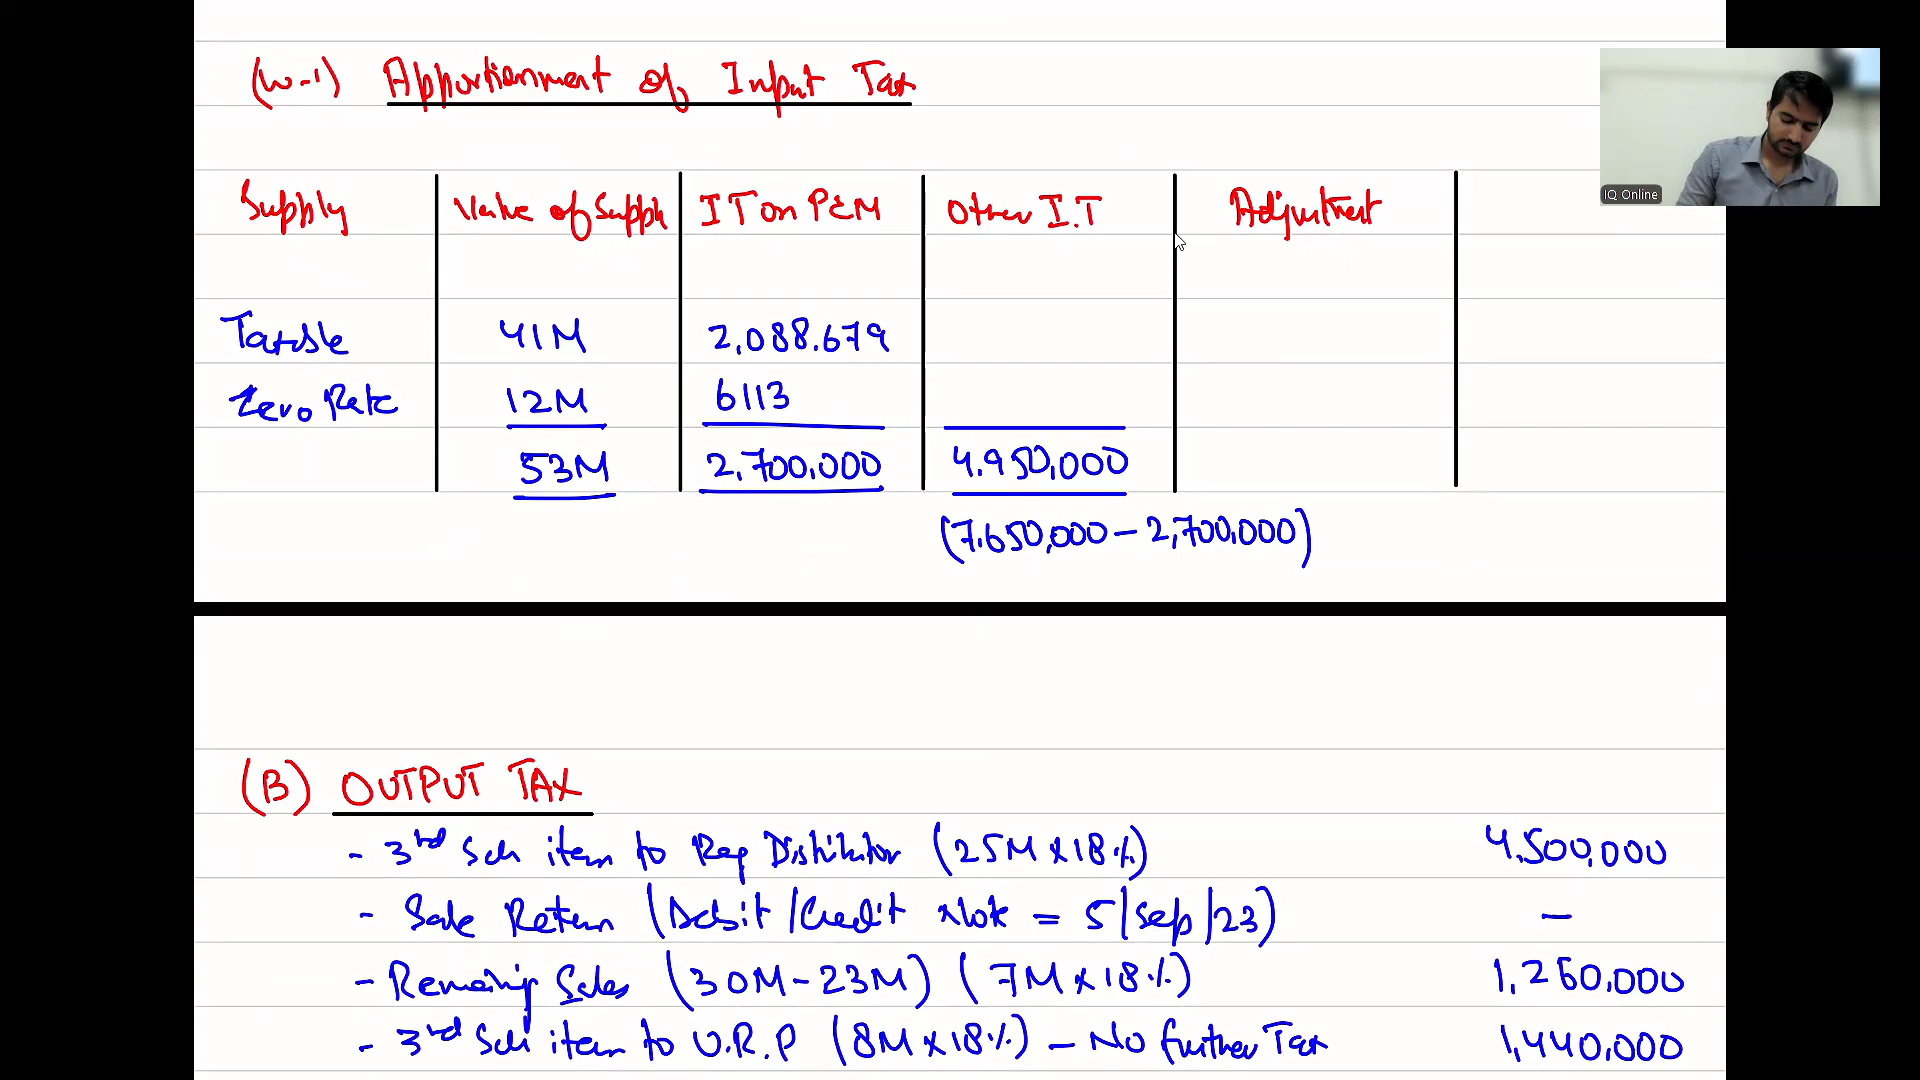 (W-1) Apportionment of Input Tax
IQ Online
Supply Value of Supply IT on P&M Other I.T Adjustment
Taxable 41M 2,088.679
Zero Rate 12M 6113
53M 2,700,000 4,950,000
(7,650,000 - 2,700,000)
(B) OUTPUT TAX
- 3rd Sch item to Reg Distributor (25M x 18%) 4,500,000
- Sale Return (Debit/Credit Note = 5/Sep/23) -
- Remaining Sales (30M - 23M) (7M x 18%) 1,260,000
- 3rd Sch item to U.R.P (8M x 18%) - No further Tax 1,440,000